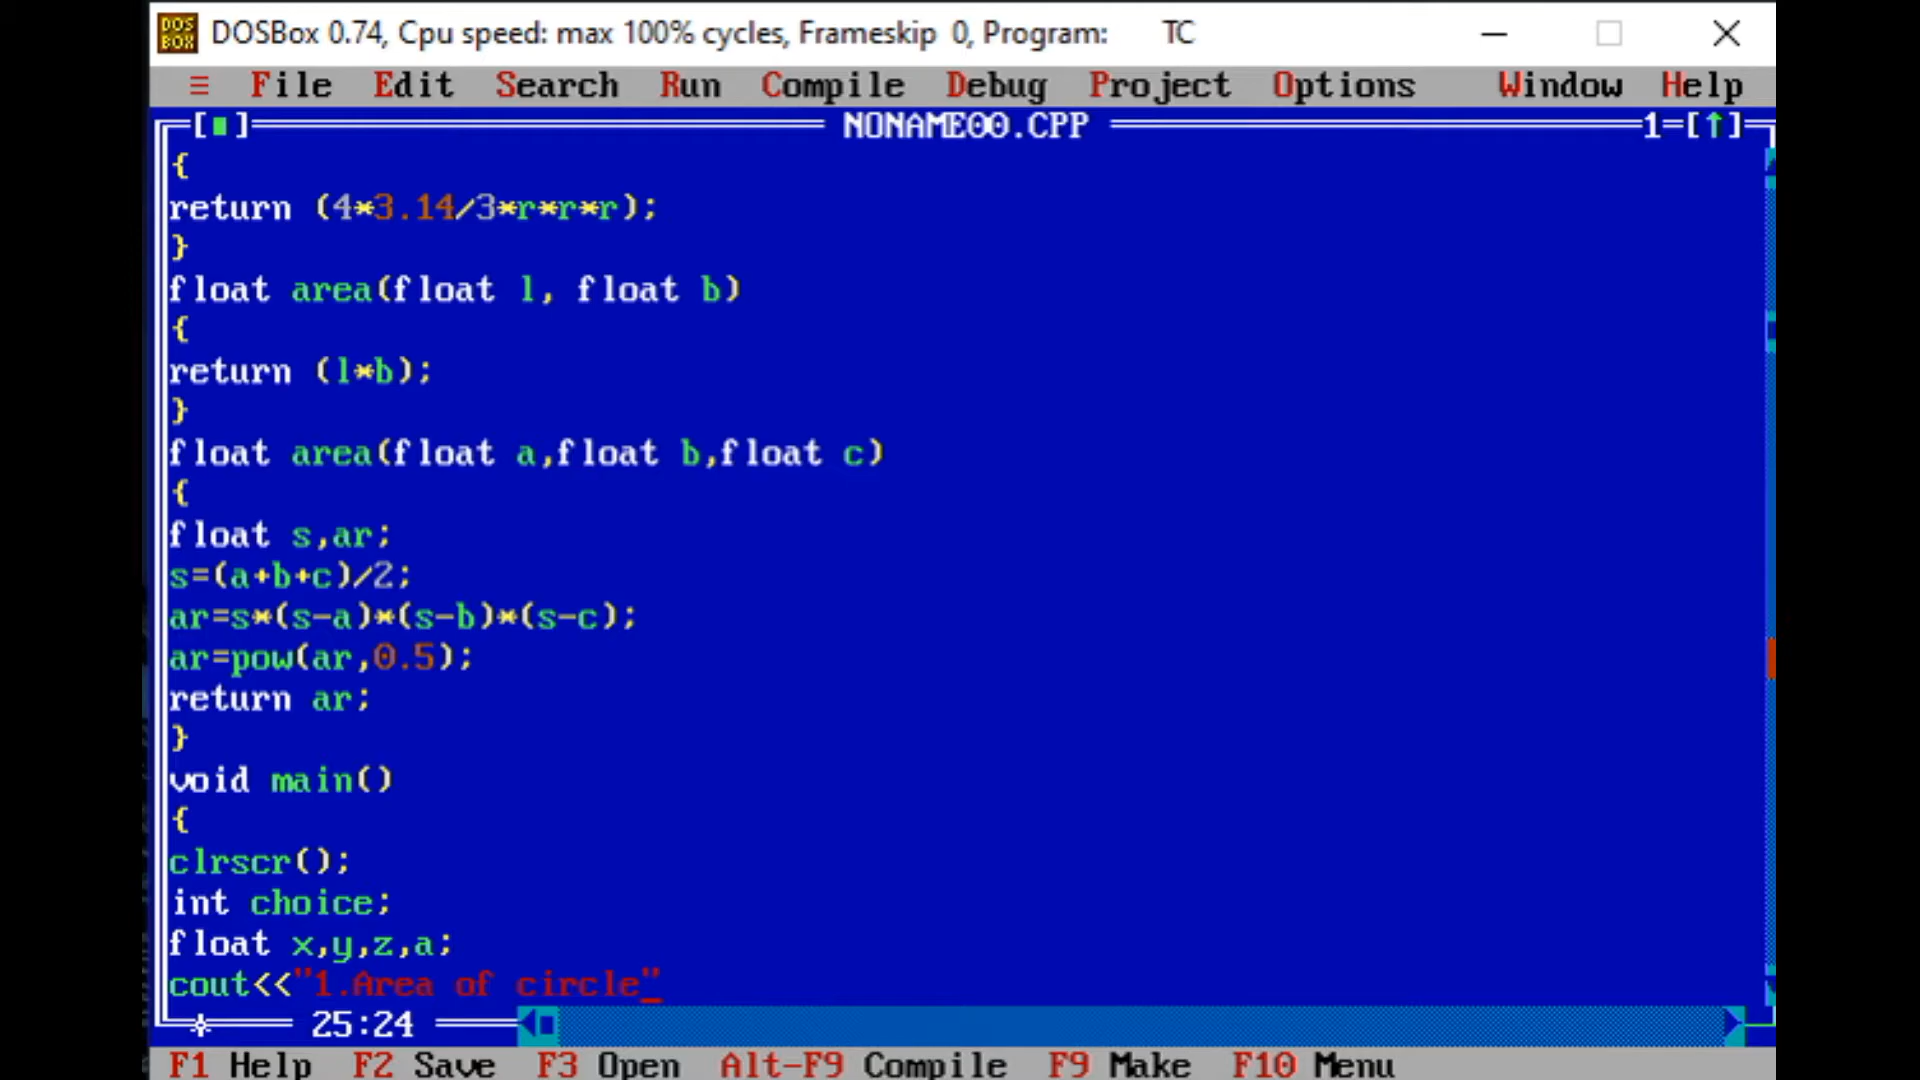 DOS BOX DOSBox 0.74, Cpu speed: max 100% cycles, Frameskip 0, Program: TC
≡ File Edit Search Run Compile Debug Project Options Window Help
[■] NONAME00.CPP 1=[↑]
{
return (4*3.14/3*r*r*r);
}
float area(float l, float b)
{
return (l*b);
}
float area(float a,float b,float c)
{
float s,ar;
s=(a+b+c)/2;
ar=s*(s-a)*(s-b)*(s-c);
ar=pow(ar,0.5);
return ar;
}
void main()
{
clrscr();
int choice;
float x,y,z,a;
cout<<"1.Area of circle"_
25:24
F1 Help F2 Save F3 Open Alt-F9 Compile F9 Make F10 Menu